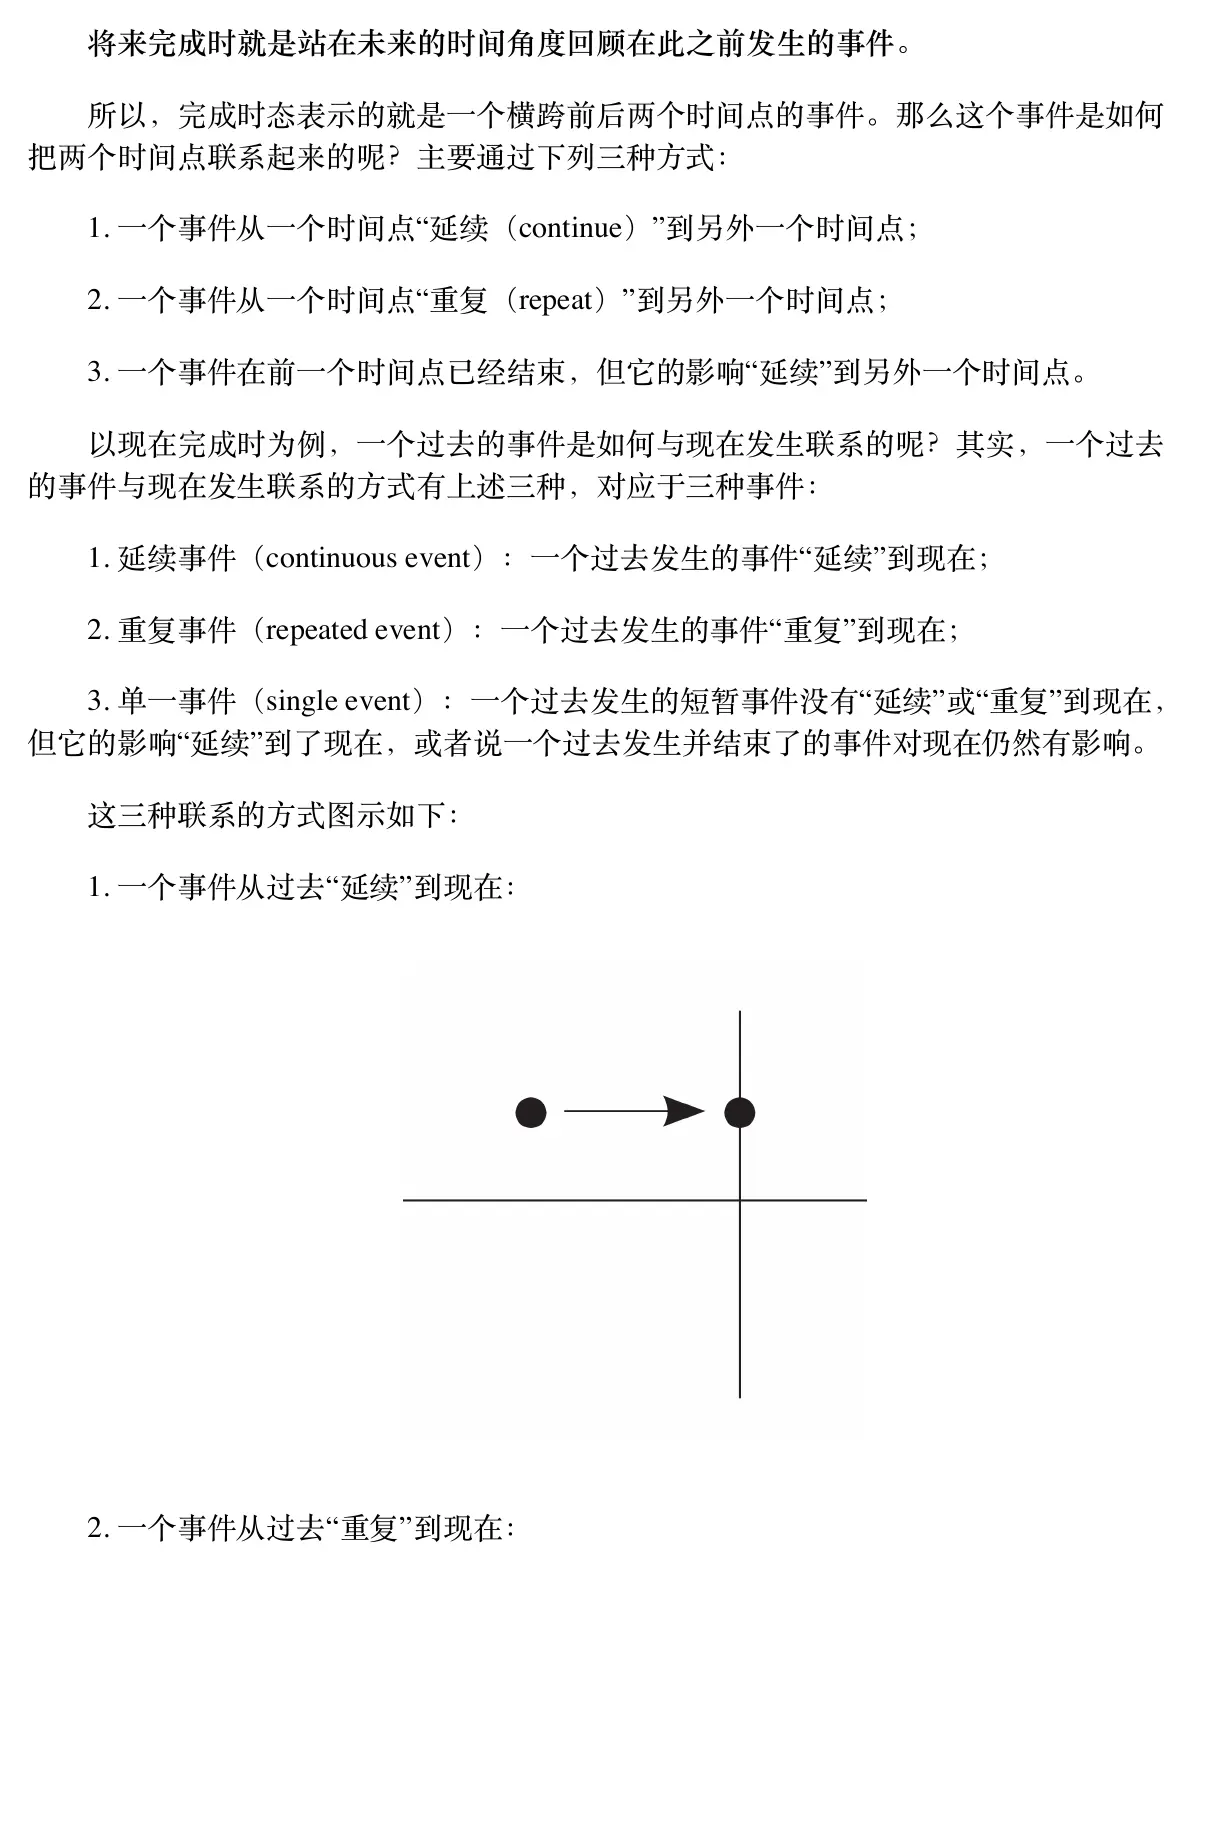 将来完成时就是站在未来的时间角度回顾在此之前发生的事件。
所以，完成时态表示的就是一个横跨前后两个时间点的事件。那么这个事件是如何
把两个时间点联系起来的呢？主要通过下列三种方式：
1. 一个事件从一个时间点“延续（continue）”到另外一个时间点；
2. 一个事件从一个时间点“重复（repeat）”到另外一个时间点；
3. 一个事件在前一个时间点已经结束，但它的影响“延续”到另外一个时间点。
以现在完成时为例，一个过去的事件是如何与现在发生联系的呢？其实，一个过去
的事件与现在发生联系的方式有上述三种，对应于三种事件：
1. 延续事件（continuous event）：一个过去发生的事件“延续”到现在；
2. 重复事件（repeated event）：一个过去发生的事件“重复”到现在；
3. 单一事件（single event）：一个过去发生的短暂事件没有“延续”或“重复”到现在，
但它的影响“延续”到了现在，或者说一个过去发生并结束了的事件对现在仍然有影响。
这三种联系的方式图示如下：
1. 一个事件从过去“延续”到现在：
2. 一个事件从过去“重复”到现在：